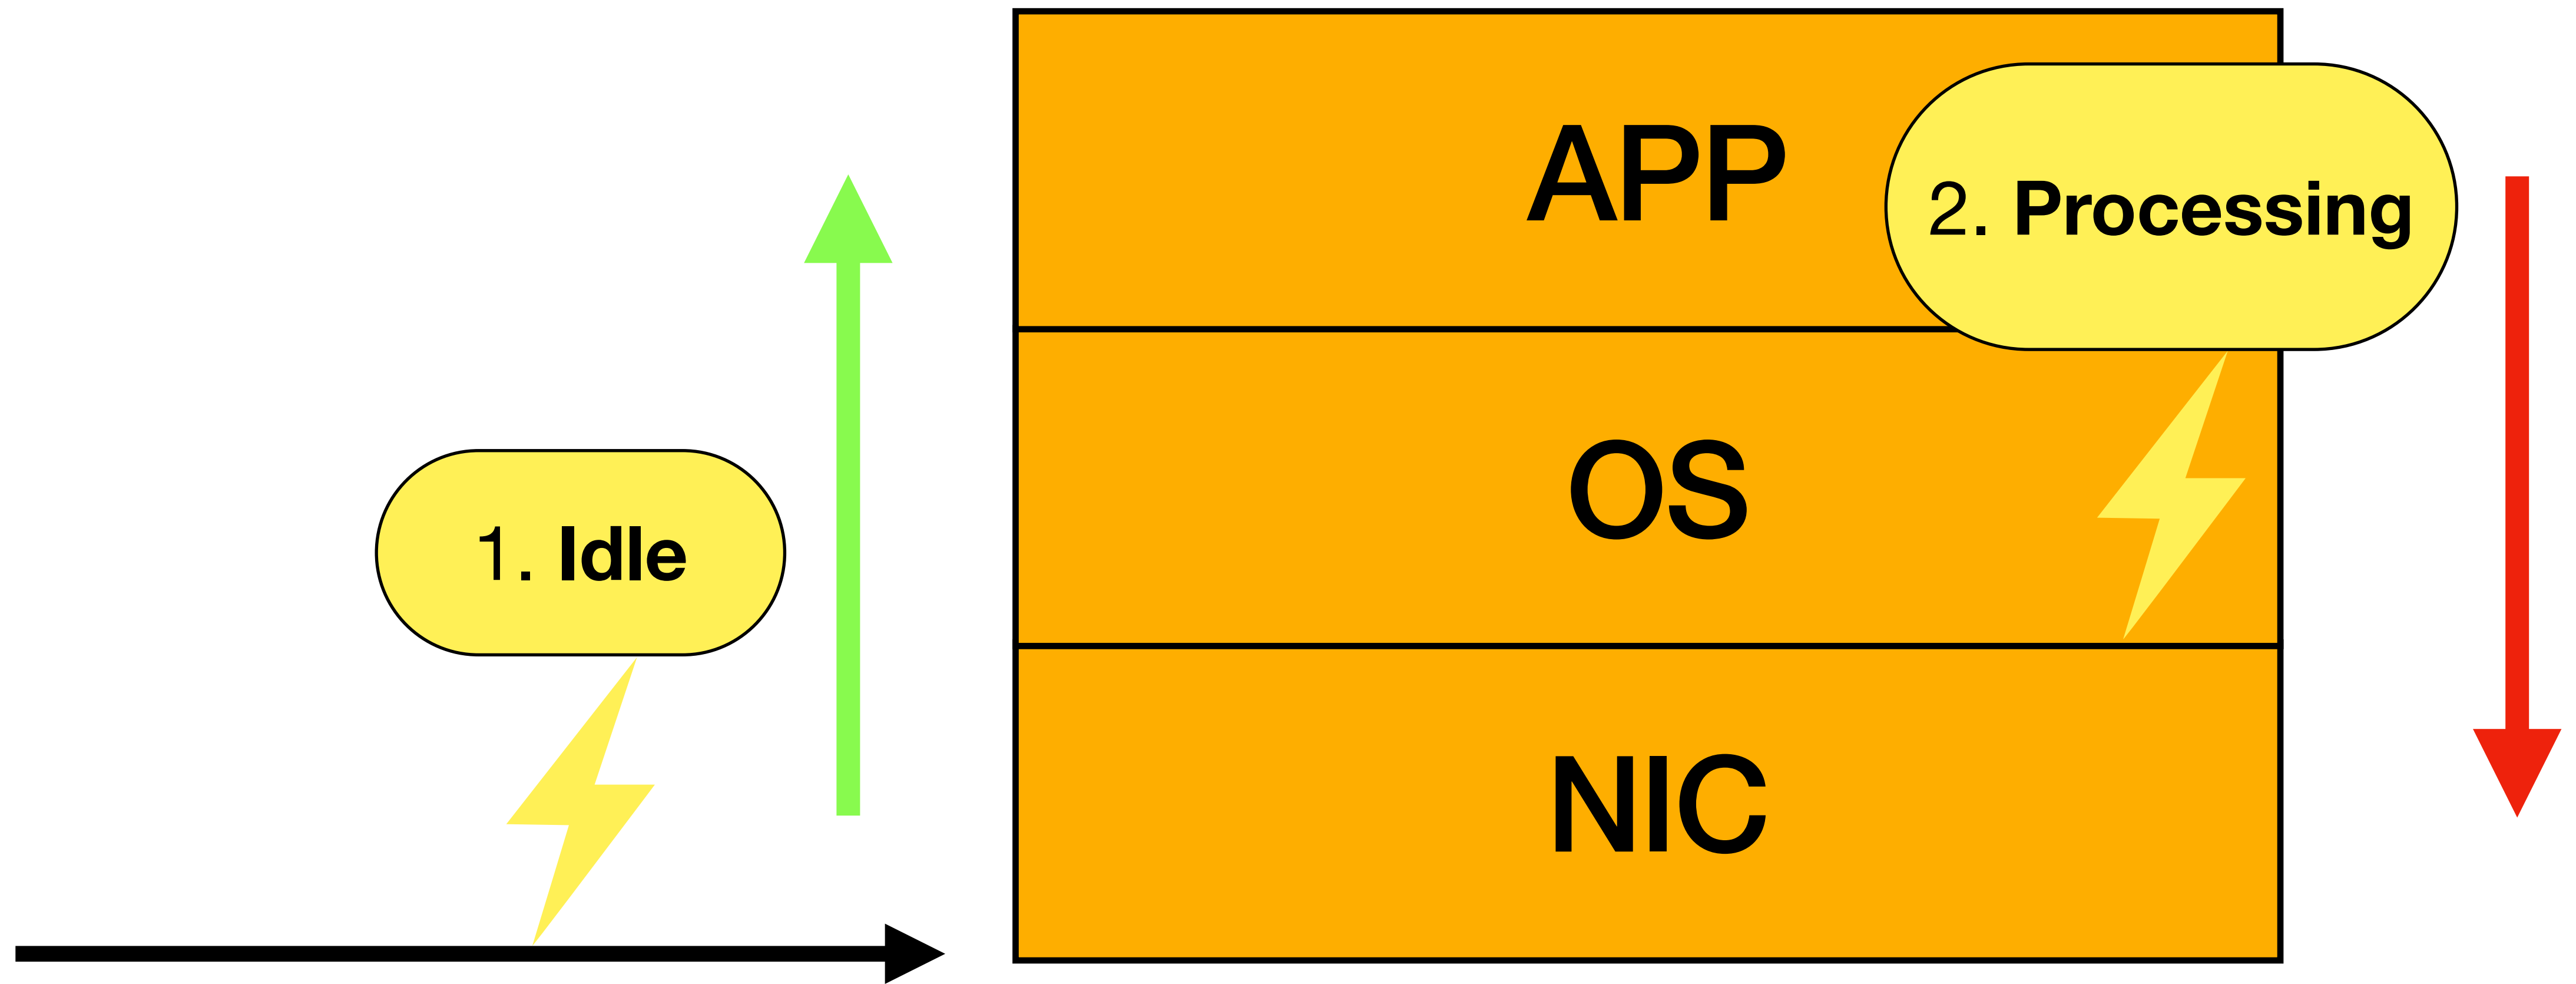 APP
2. Processing
OS
1. Idle
NIC